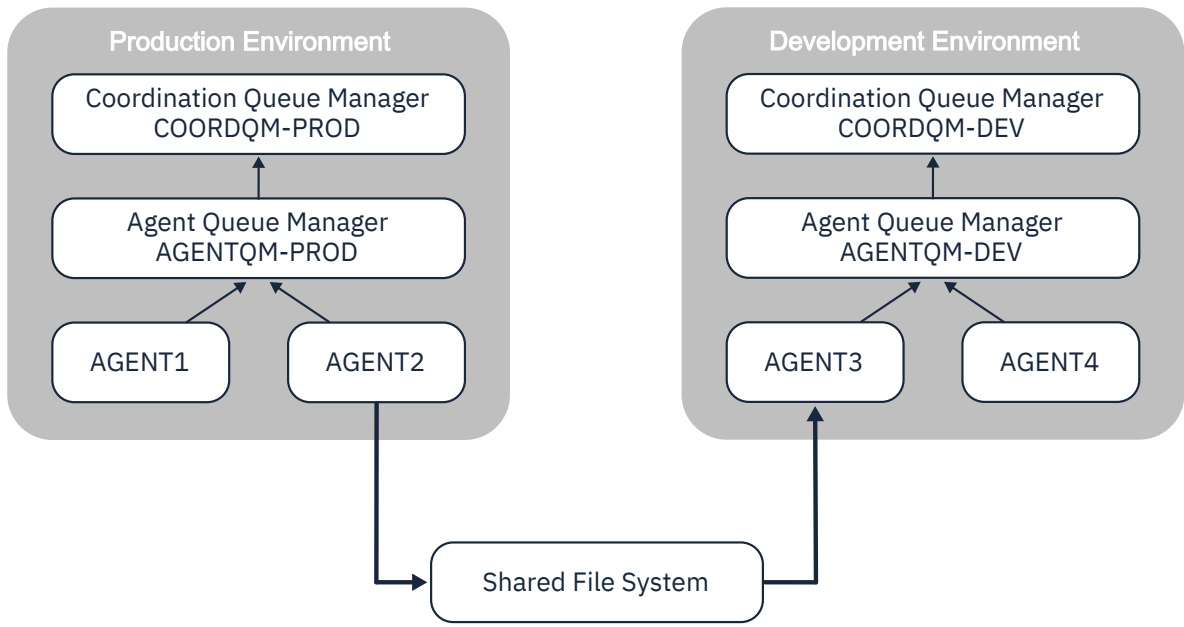 Production Environment
Coordination Queue Manager
COORDQM-PROD
Agent Queue Manager
AGENTQM-PROD
AGENT1
AGENT2
Development Environment
Coordination Queue Manager
COORDQM-DEV
Agent Queue Manager
AGENTQM-DEV
AGENT3
AGENT4
Shared File System